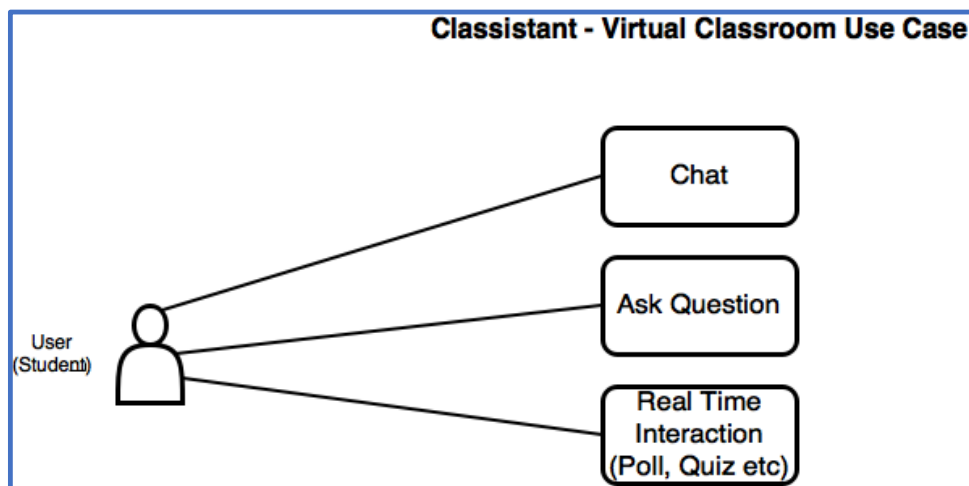 Classistant - Virtual Classroom Use Case
Chat
Ask Question
User
(Student)
Real Time
Interaction
(Poll, Quiz etc)